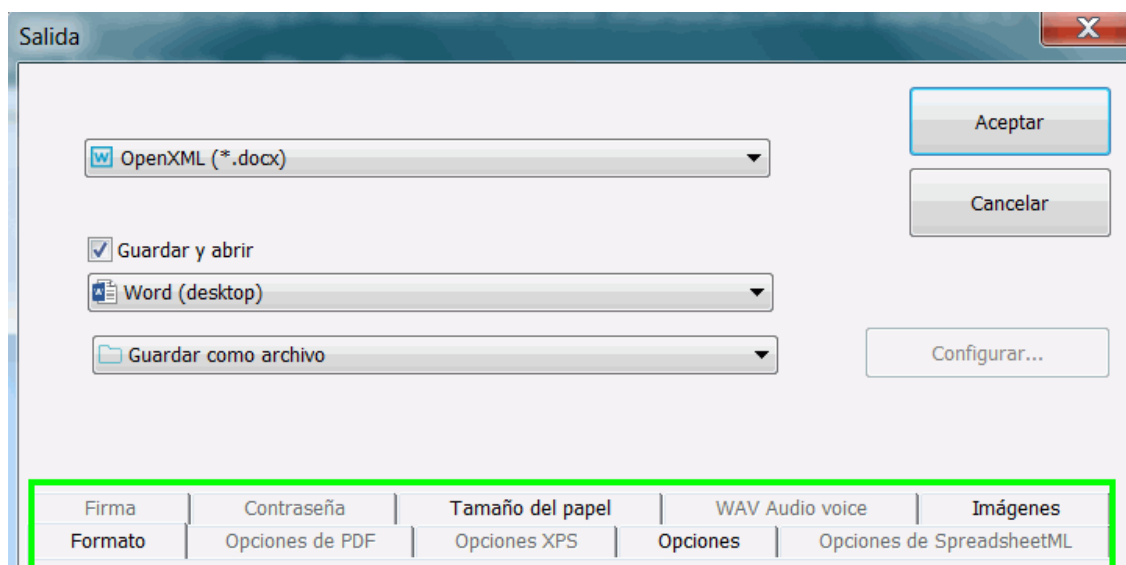 Salida
Aceptar
OpenXML (*.docx)
Cancelar
Guardar y abrir
Word (desktop)
Guardar como archivo
Configurar...
Firma Contraseña Tamaño del papel WAV Audio voice Imágenes
Formato Opciones de PDF Opciones XPS Opciones Opciones de SpreadsheetML